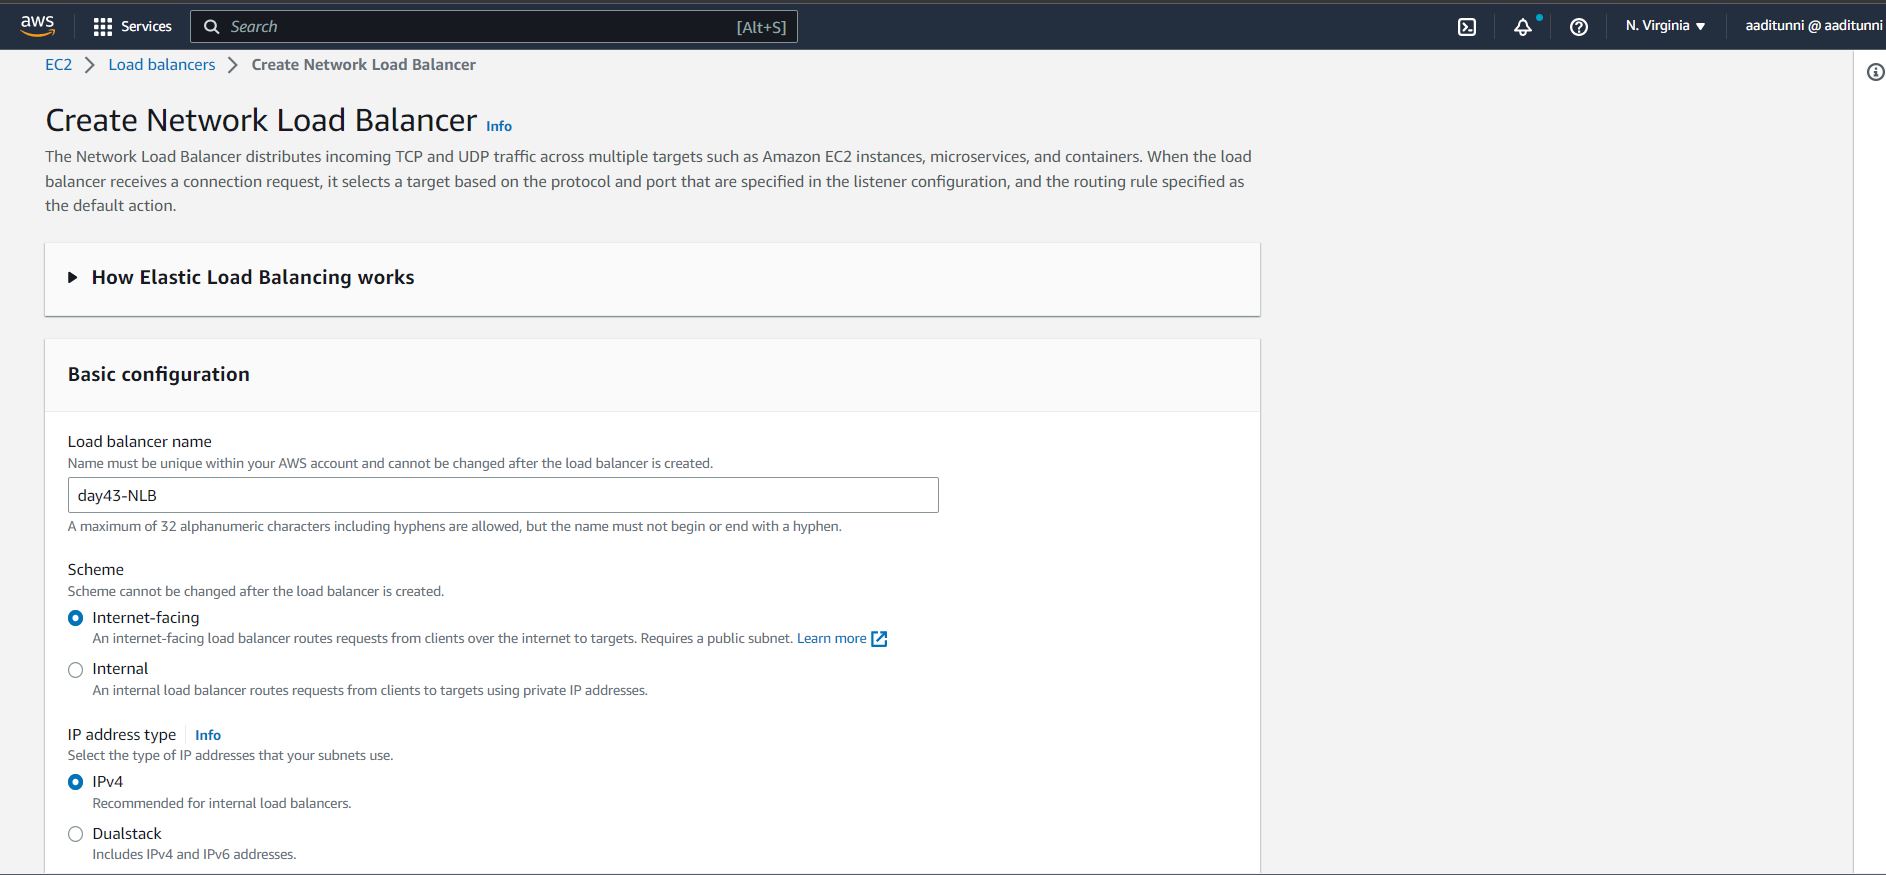 aws
Services
Search [Alt+S]
N. Virginia
aaditunni @ aaditunni
EC2 > Load balancers > Create Network Load Balancer
Create Network Load Balancer Info
The Network Load Balancer distributes incoming TCP and UDP traffic across multiple targets such as Amazon EC2 instances, microservices, and containers. When the load
balancer receives a connection request, it selects a target based on the protocol and port that are specified in the listener configuration, and the routing rule specified as
the default action.
How Elastic Load Balancing works
Basic configuration
Load balancer name
Name must be unique within your AWS account and cannot be changed after the load balancer is created.
day43-NLB
A maximum of 32 alphanumeric characters including hyphens are allowed, but the name must not begin or end with a hyphen.
Scheme
Scheme cannot be changed after the load balancer is created.
Internet-facing
An internet-facing load balancer routes requests from clients over the internet to targets. Requires a public subnet. Learn more
Internal
An internal load balancer routes requests from clients to targets using private IP addresses.
IP address type Info
Select the type of IP addresses that your subnets use.
IPv4
Recommended for internal load balancers.
Dualstack
Includes IPv4 and IPv6 addresses.